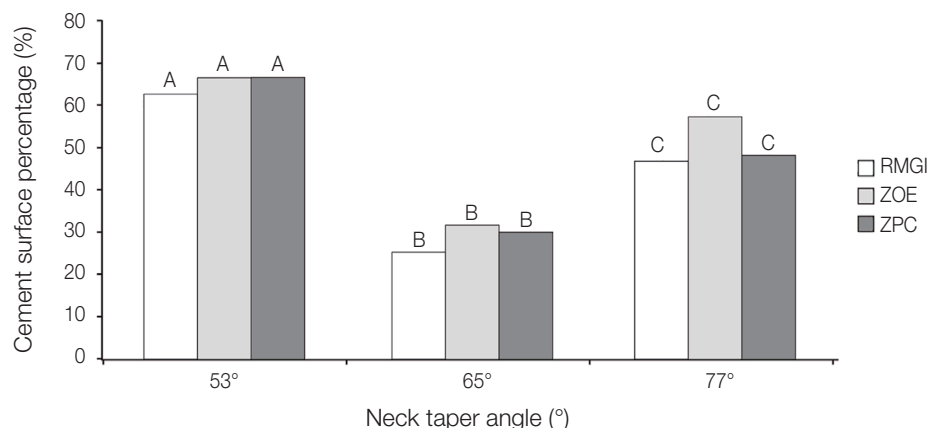 Cement surface percentage (%)
80
70
60
50
40
30
20
10
0
A A A
B B B
C C C
53° 65° 77°
Neck taper angle (°)
RMGI
ZOE
ZPC